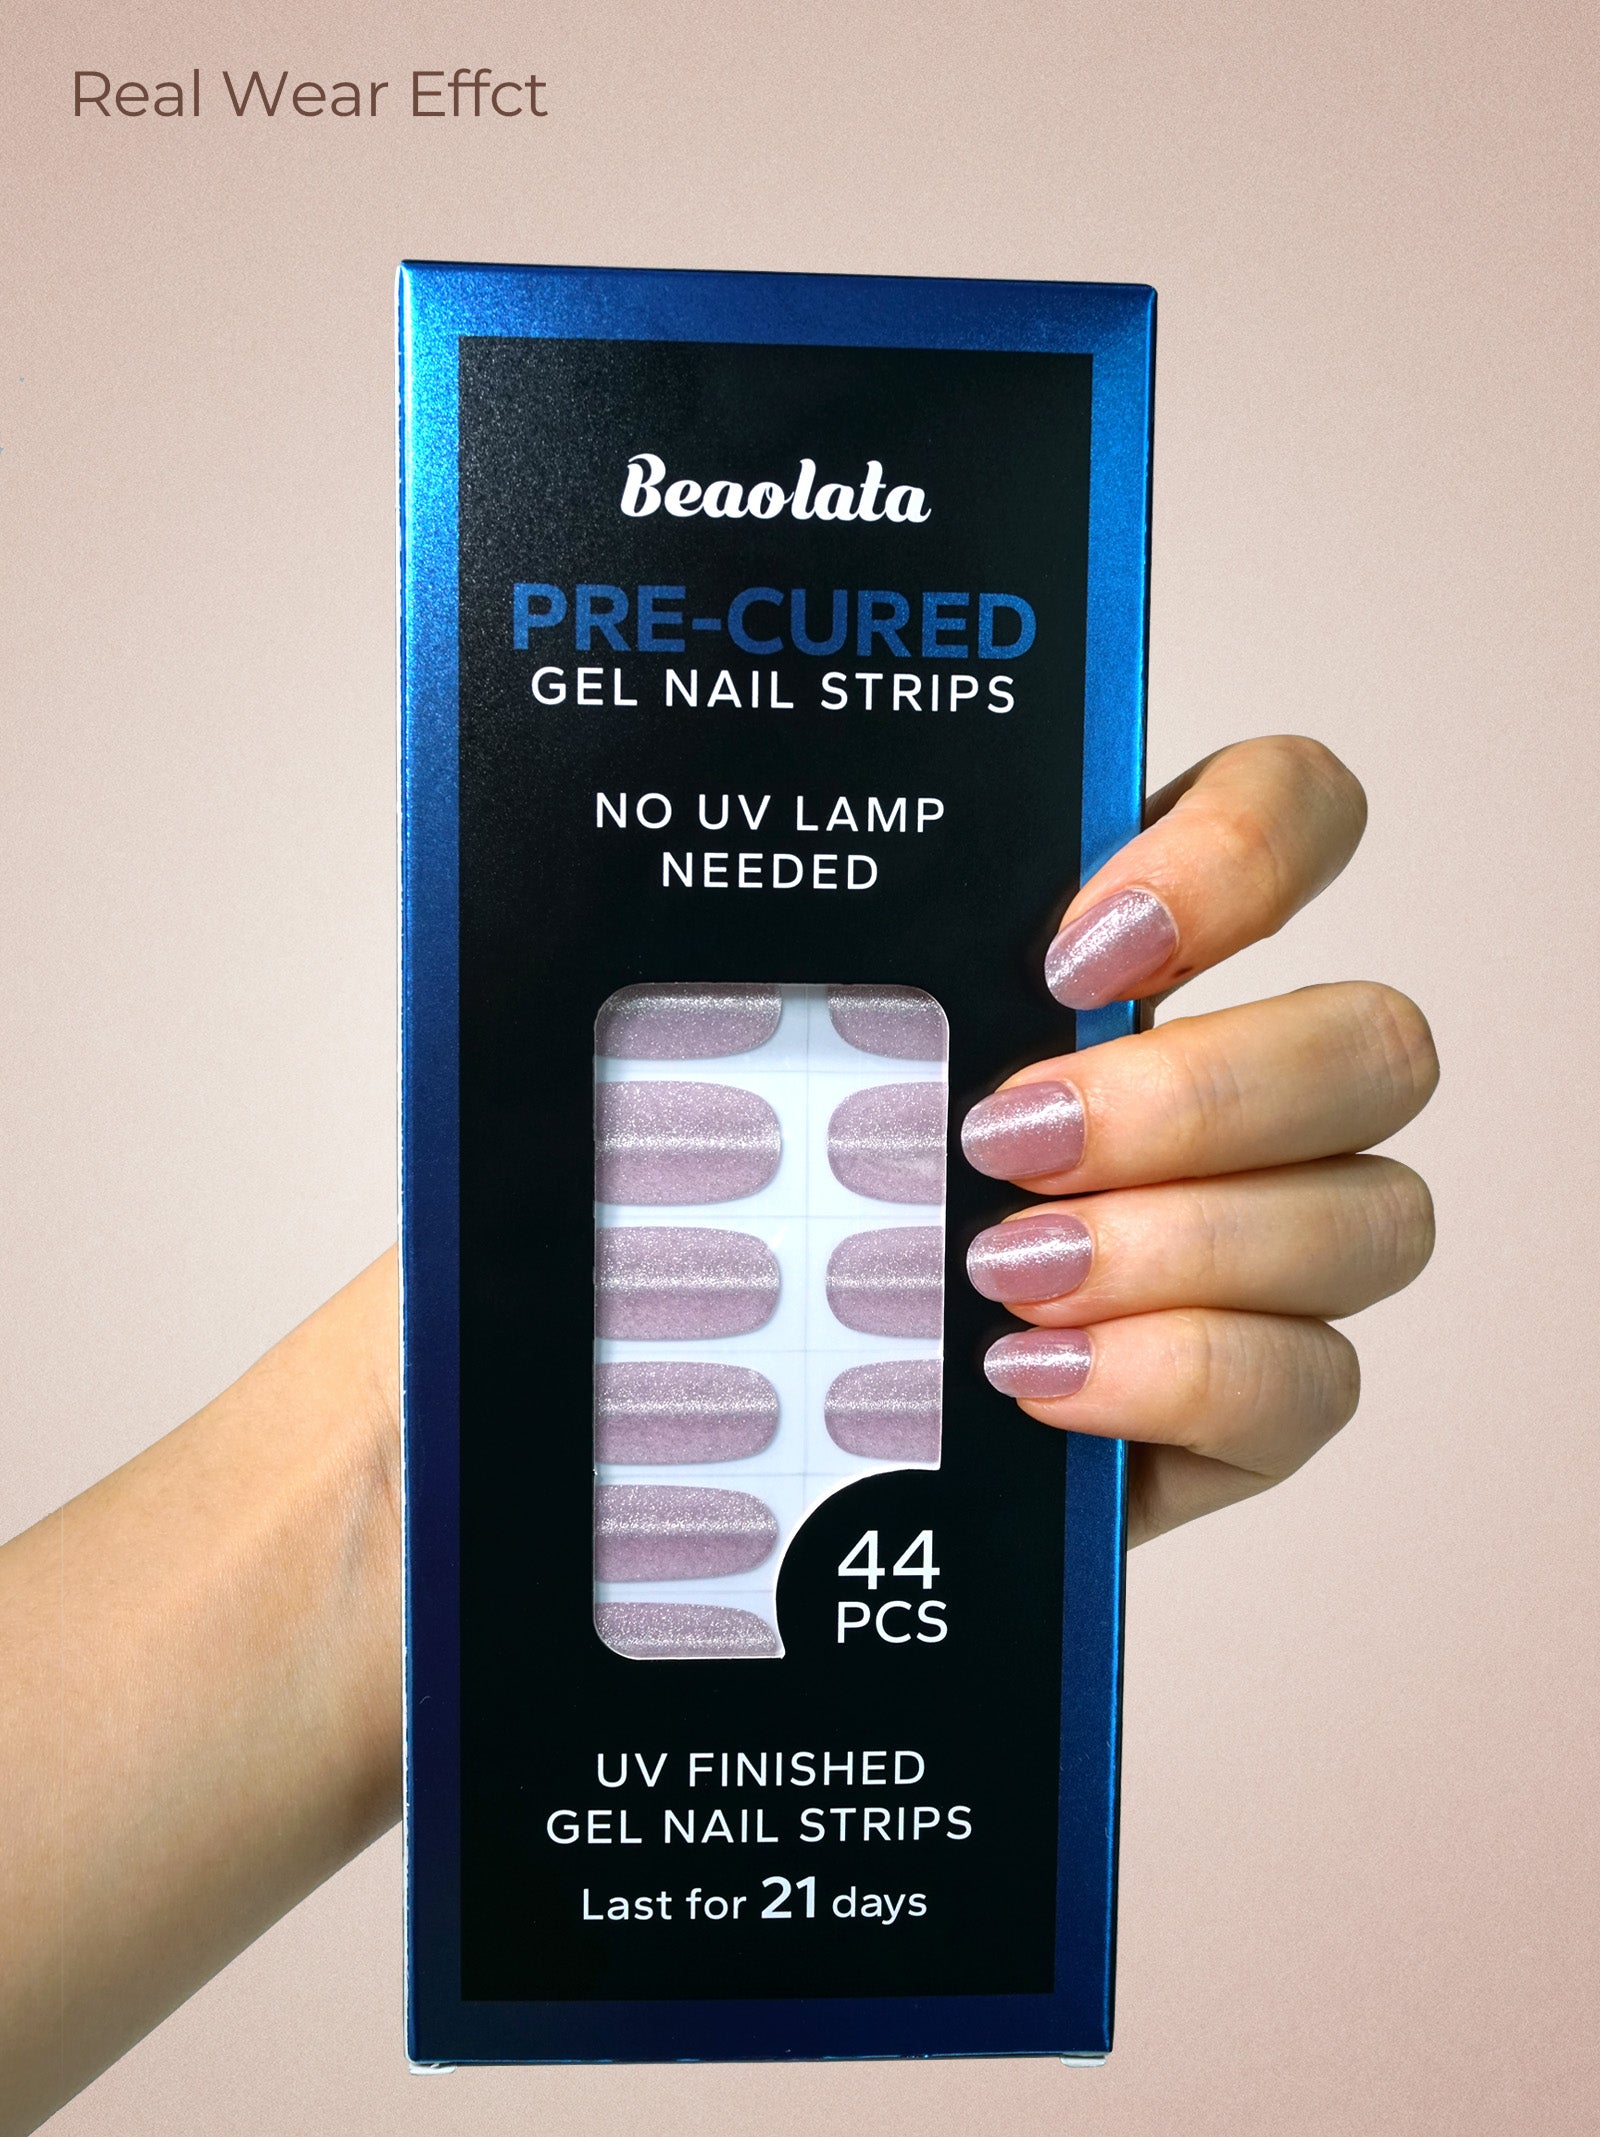 Real Wear Effct
Beaolata
PRE-CURED
GEL NAIL STRIPS
NO UV LAMP
NEEDED
44
PCS
UV FINISHED
GEL NAIL STRIPS
Last for 21 days